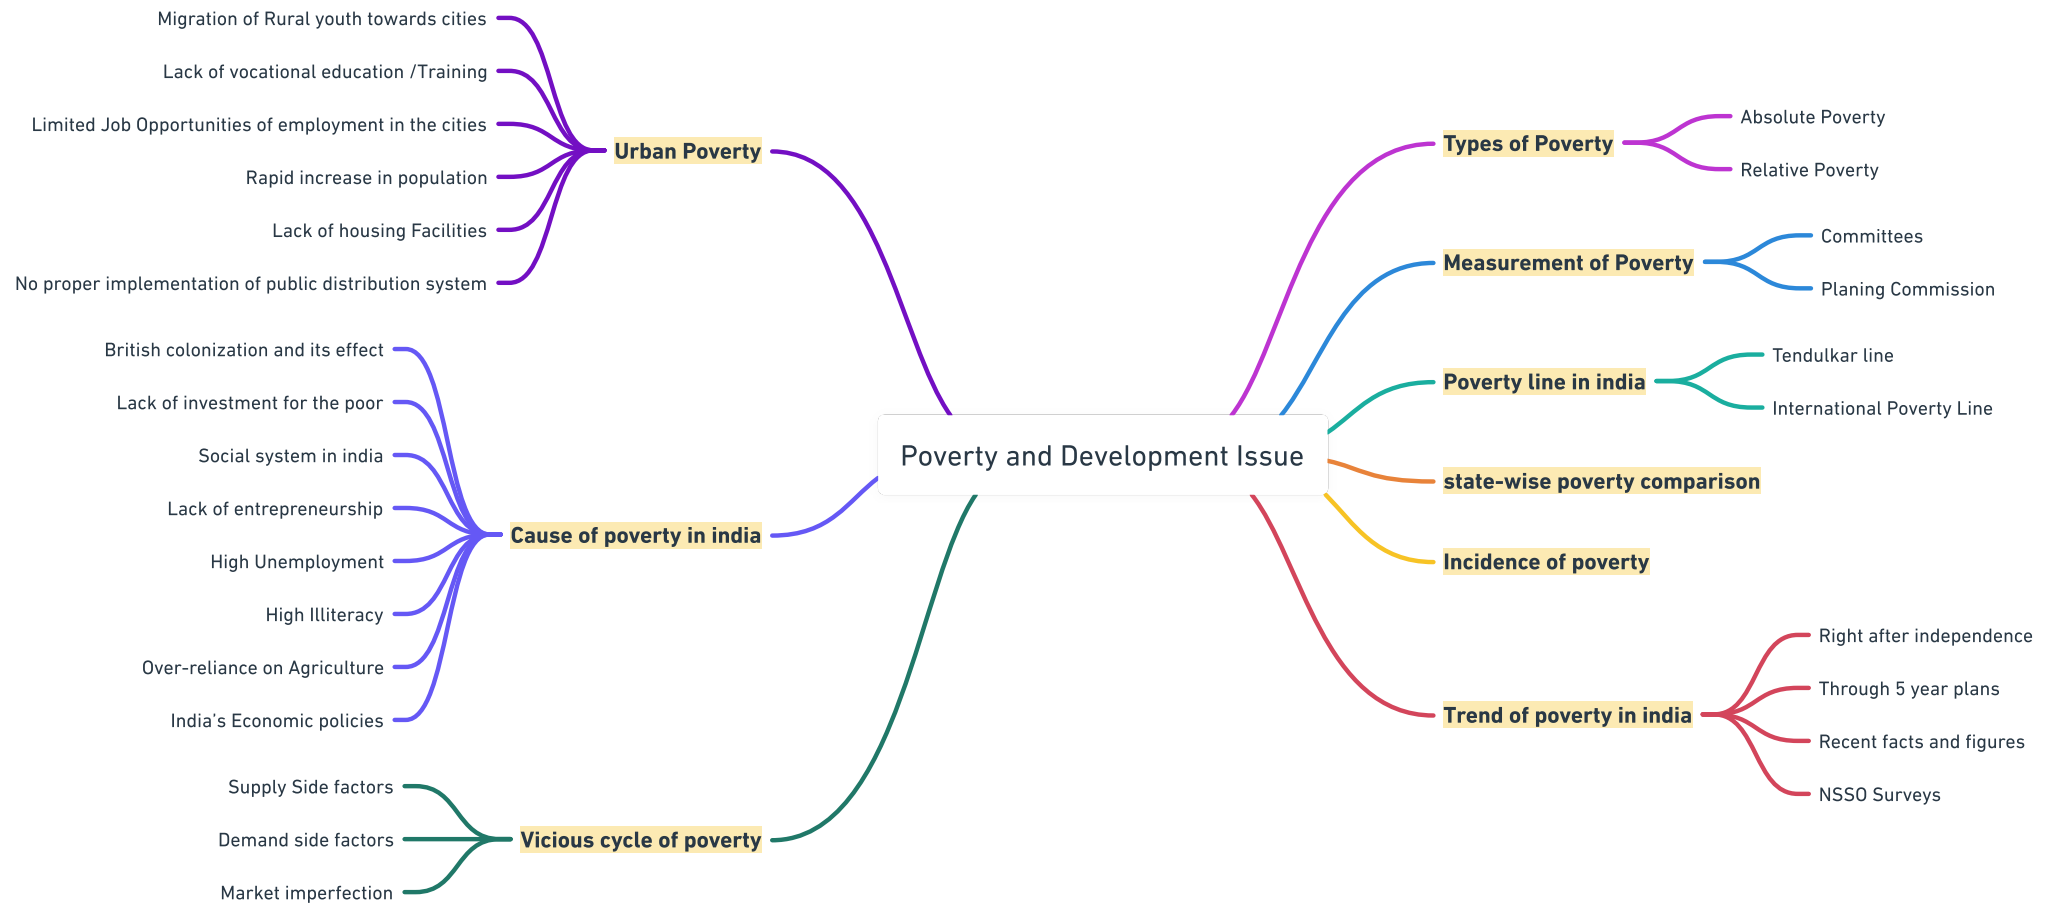 Poverty and Development Issue
Types of Poverty
Absolute Poverty
Relative Poverty
Measurement of Poverty
Committees
Planing Commission
Poverty line in india
Tendulkar line
International Poverty Line
state-wise poverty comparison
Incidence of poverty
Trend of poverty in india
Right after independence
Through 5 year plans
Recent facts and figures
NSSO Surveys
Urban Poverty
Migration of Rural youth towards cities
Lack of vocational education /Training
Limited Job Opportunities of employment in the cities
Rapid increase in population
Lack of housing Facilities
No proper implementation of public distribution system
Cause of poverty in india
British colonization and its effect
Lack of investment for the poor
Social system in india
Lack of entrepreneurship
High Unemployment
High Illiteracy
Over-reliance on Agriculture
India's Economic policies
Vicious cycle of poverty
Supply Side factors
Demand side factors
Market imperfection